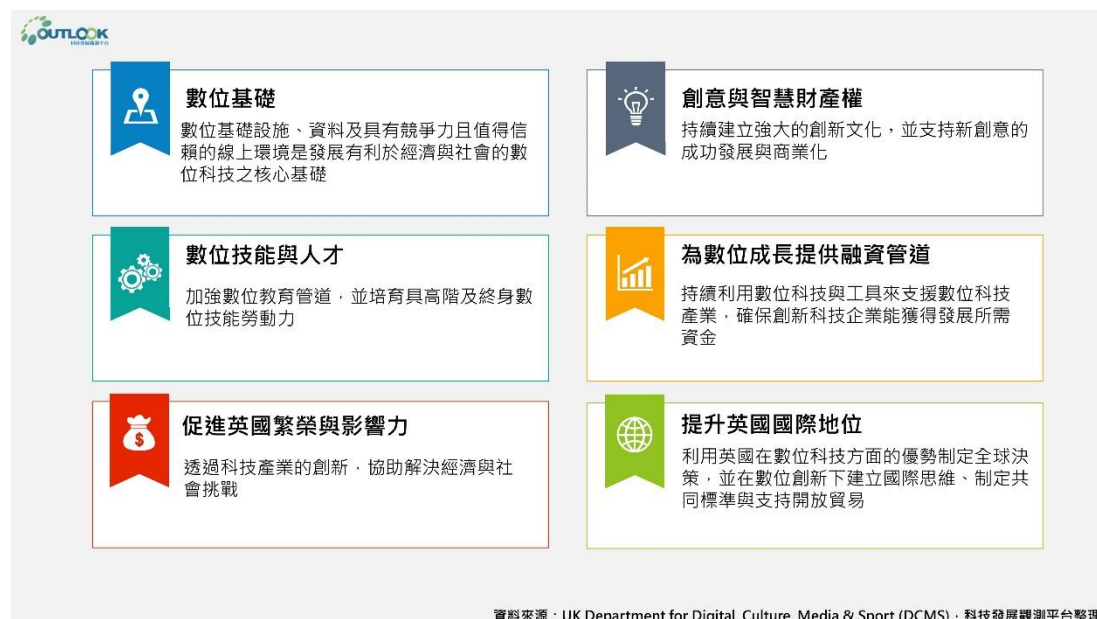 OUTLOOK
數位基礎
數位基礎設施、資料及具有競爭力且值得信
賴的線上環境是發展有利於經濟與社會的數
位科技之核心基礎
創意與智慧財產權
持續建立強大的創新文化，並支持新創意的
成功發展與商業化
數位技能與人才
加強數位教育管道，並培育具高階及終身數
位技能勞動力
為數位成長提供融資管道
持續利用數位科技與工具來支援數位科技
產業，確保創新科技企業能獲得發展所需
資金
促進英國繁榮與影響力
透過科技產業的創新，協助解決經濟與社
會挑戰
提升英國國際地位
利用英國在數位科技方面的優勢制定全球決
策，並在數位創新下建立國際思維、制定共
同標準與支持開放貿易
資料來源：UK Department for Digital, Culture, Media & Sport (DCMS)，科技發展觀測平台整理